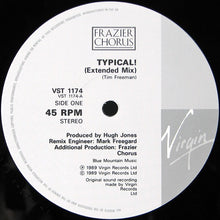 FRAZIER
CHORUS
TYPICAL!
(Extended Mix)
(Tim Freeman)
VST 1174
VST 1174-A
SIDE ONE
45 RPM
STEREO
Produced by Hugh Jones
Remix Engineer: Mark Freegard
Additional Production: Frazier
Chorus
Blue Mountain Music
℗ 1989 Virgin Records Ltd
© 1989 Virgin Records Ltd
Original sound recording
made by Virgin
Records
Ltd
Virgin